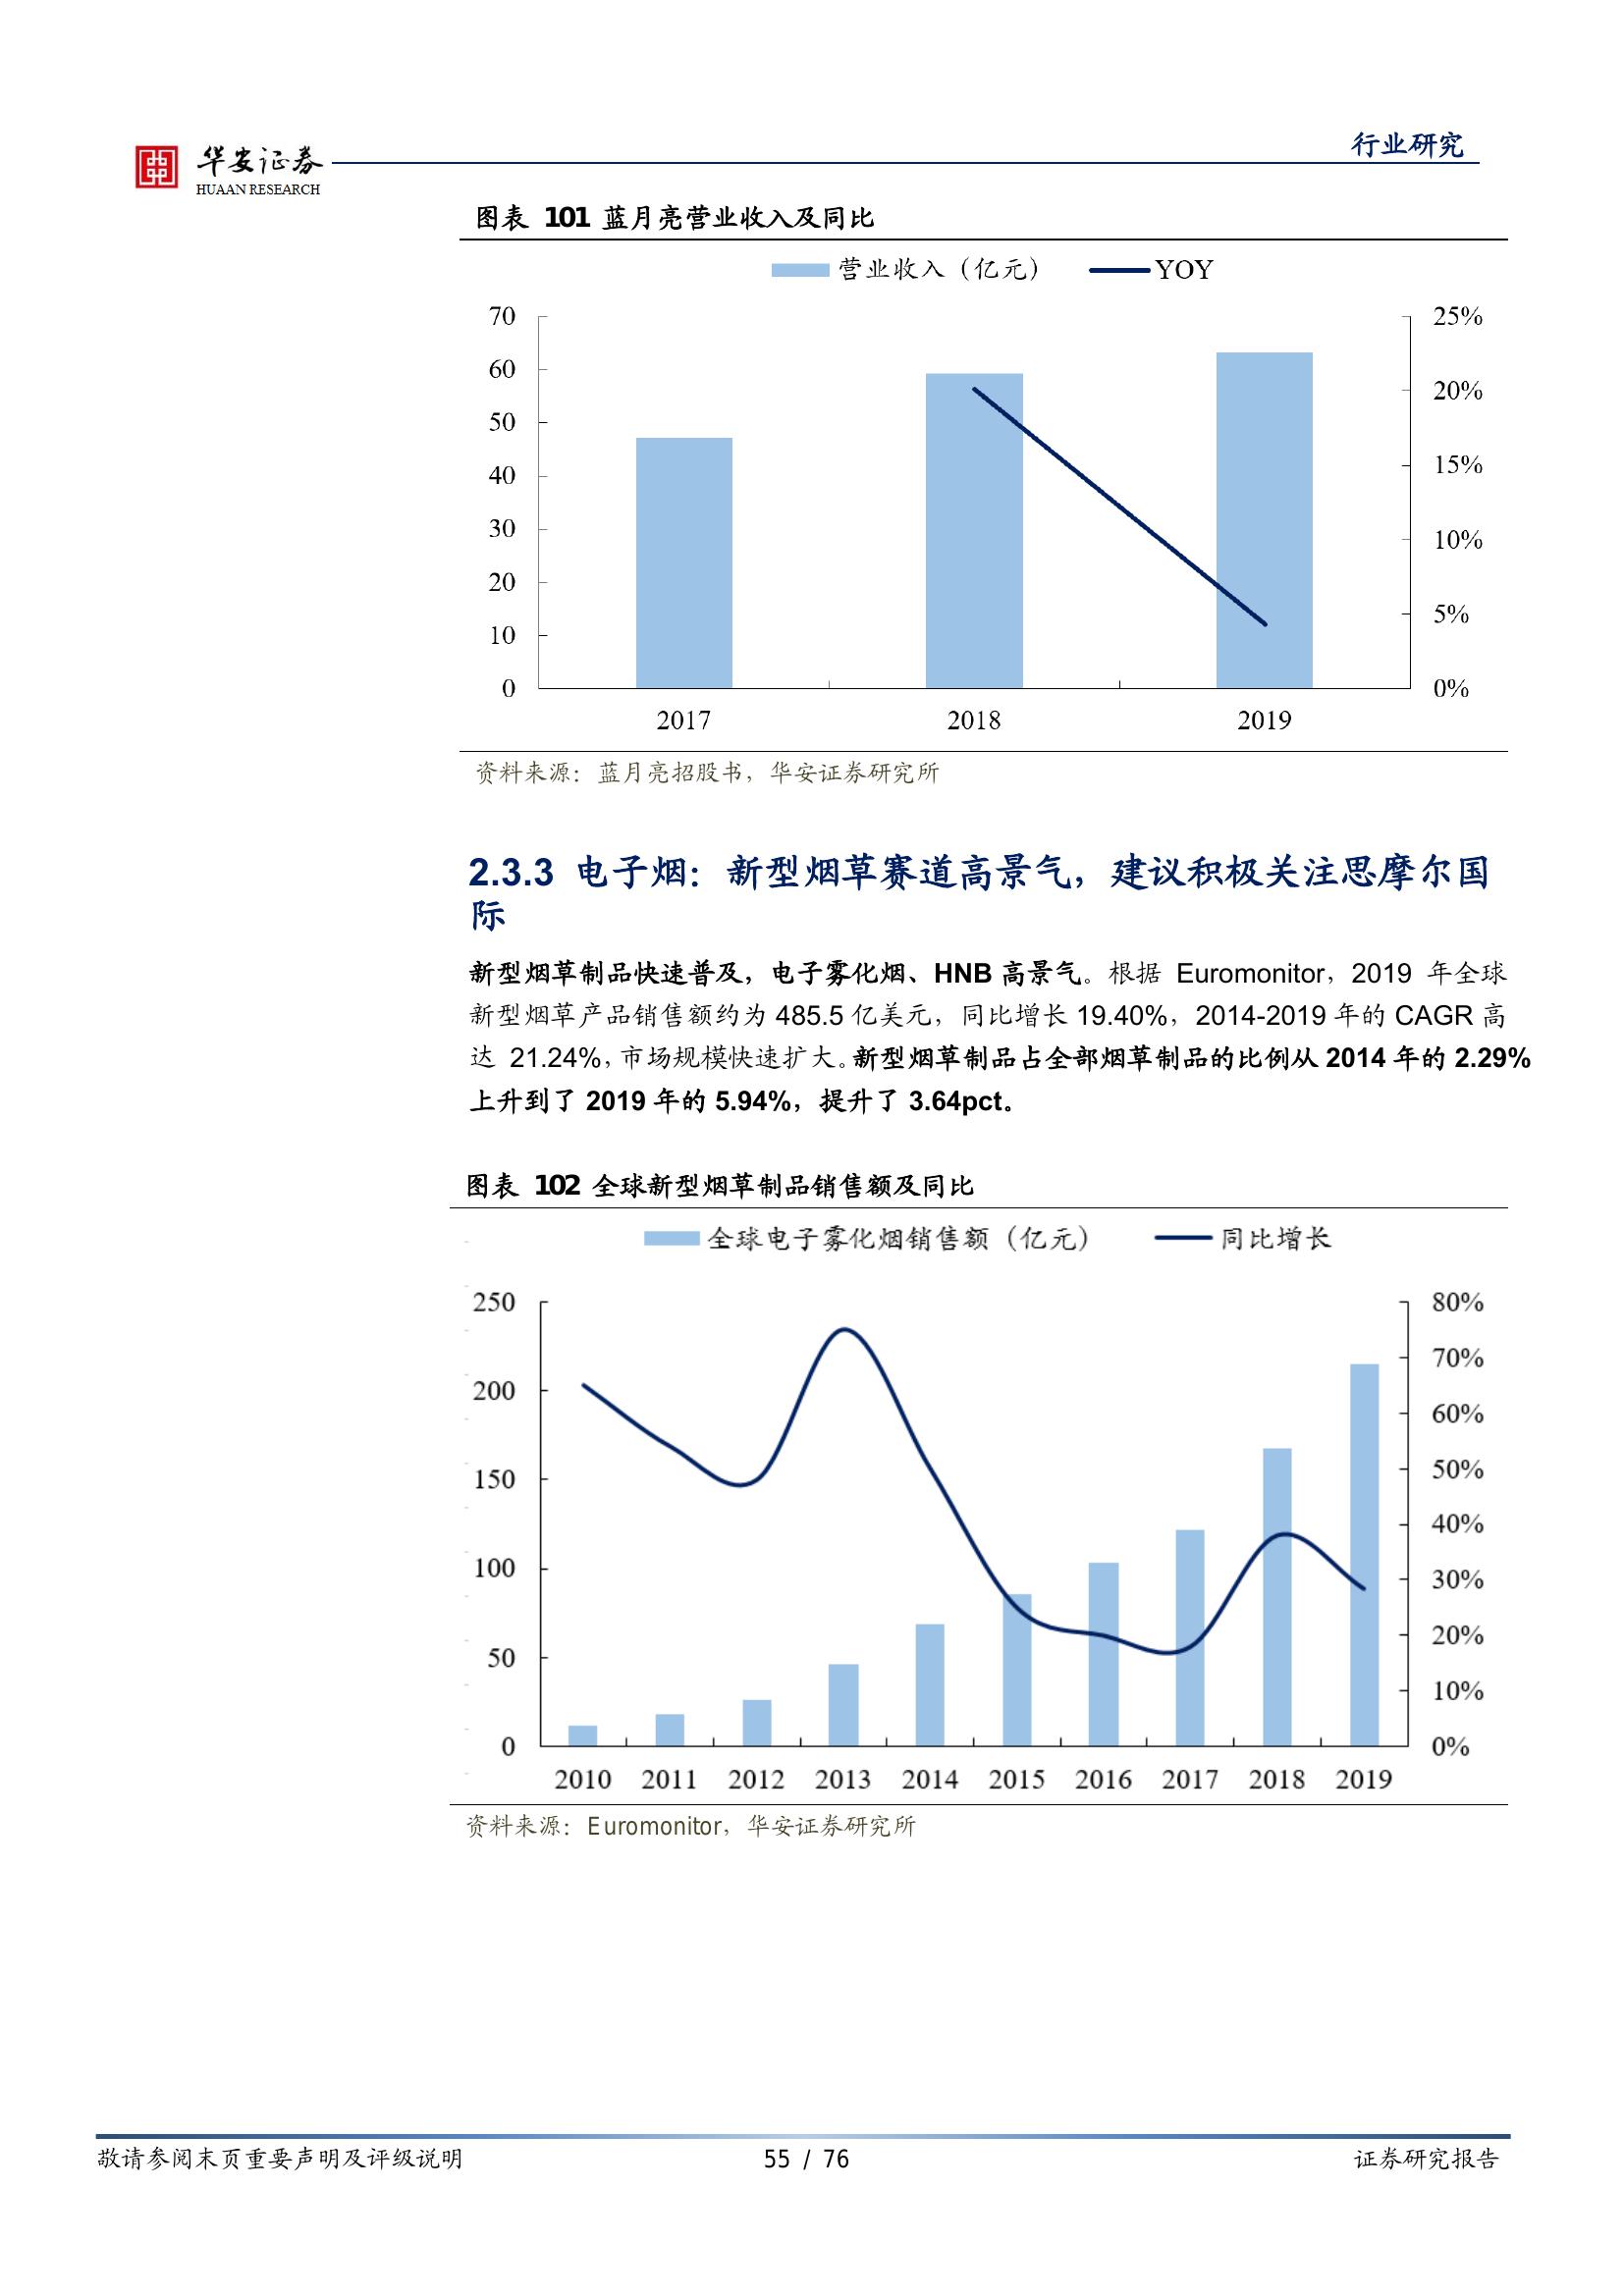 华安证券
HUAAN RESEARCH
行业研究
图表 101 蓝月亮营业收入及同比
营业收入（亿元） YOY
70 25%
60 20%
50 15%
40
30 10%
20 5%
10
0 0%
2017 2018 2019
资料来源：蓝月亮招股书，华安证券研究所
2.3.3 电子烟：新型烟草赛道高景气，建议积极关注思摩尔国
际
新型烟草制品快速普及，电子雾化烟、HNB 高景气。根据 Euromonitor，2019 年全球
新型烟草产品销售额约为 485.5 亿美元，同比增长 19.40%，2014-2019 年的 CAGR 高
达 21.24%，市场规模快速扩大。新型烟草制品占全部烟草制品的比例从 2014 年的 2.29%
上升到了 2019 年的 5.94%，提升了 3.64pct。
图表 102 全球新型烟草制品销售额及同比
全球电子雾化烟销售额（亿元） 同比增长
250 80%
70%
200 60%
150 50%
40%
100 30%
50 20%
10%
0 0%
2010 2011 2012 2013 2014 2015 2016 2017 2018 2019
资料来源：Euromonitor，华安证券研究所
敬请参阅末页重要声明及评级说明 55 / 76 证券研究报告